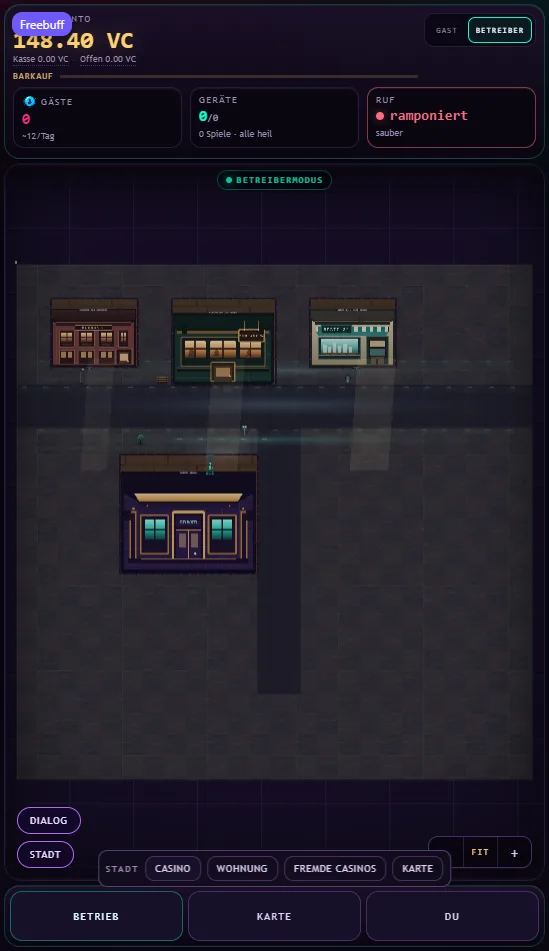 Freebuff
NTO
148.40 VC
Kasse 0.00 VC Offen 0.00 VC
BARKAUF
GAST
BETREIBER
GÄSTE
0
~12/Tag
GERÄTE
0/0
0 Spiele · alle heil
RUF
ramponiert
sauber
BETREIBERMODUS
DIALOG
STADT
STADT
CASINO
WOHNUNG
FREMDE CASINOS
KARTE
FIT
+
BETRIEB
KARTE
DU